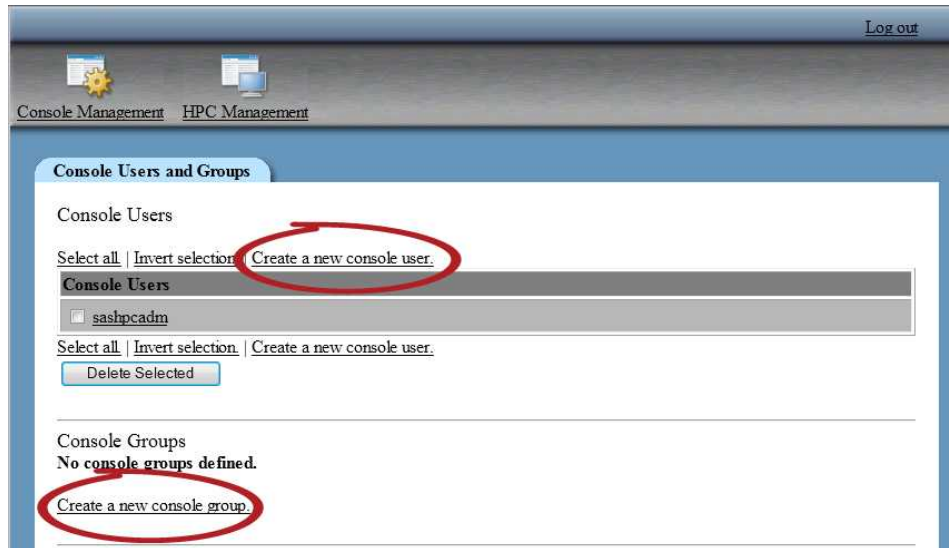 Log out
Console Management HPC Management
Console Users and Groups
Console Users
Select all. | Invert selection. | Create a new console user.
Console Users
sashpcadm
Select all. | Invert selection. | Create a new console user.
Delete Selected
Console Groups
No console groups defined.
Create a new console group.